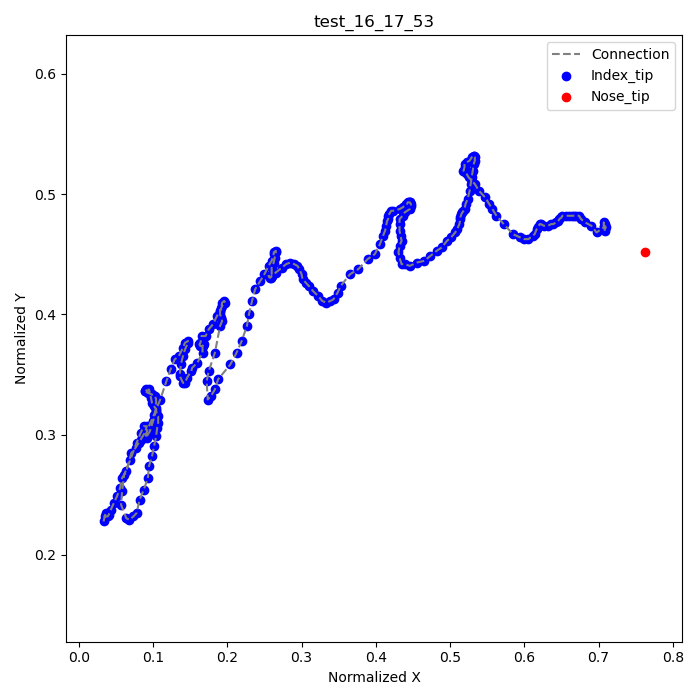 test_16_17_53
Connection
Index_tip
Nose_tip
Normalized Y
0.6
0.5
0.4
0.3
0.2
0.0 0.1 0.2 0.3 0.4 0.5 0.6 0.7 0.8
Normalized X